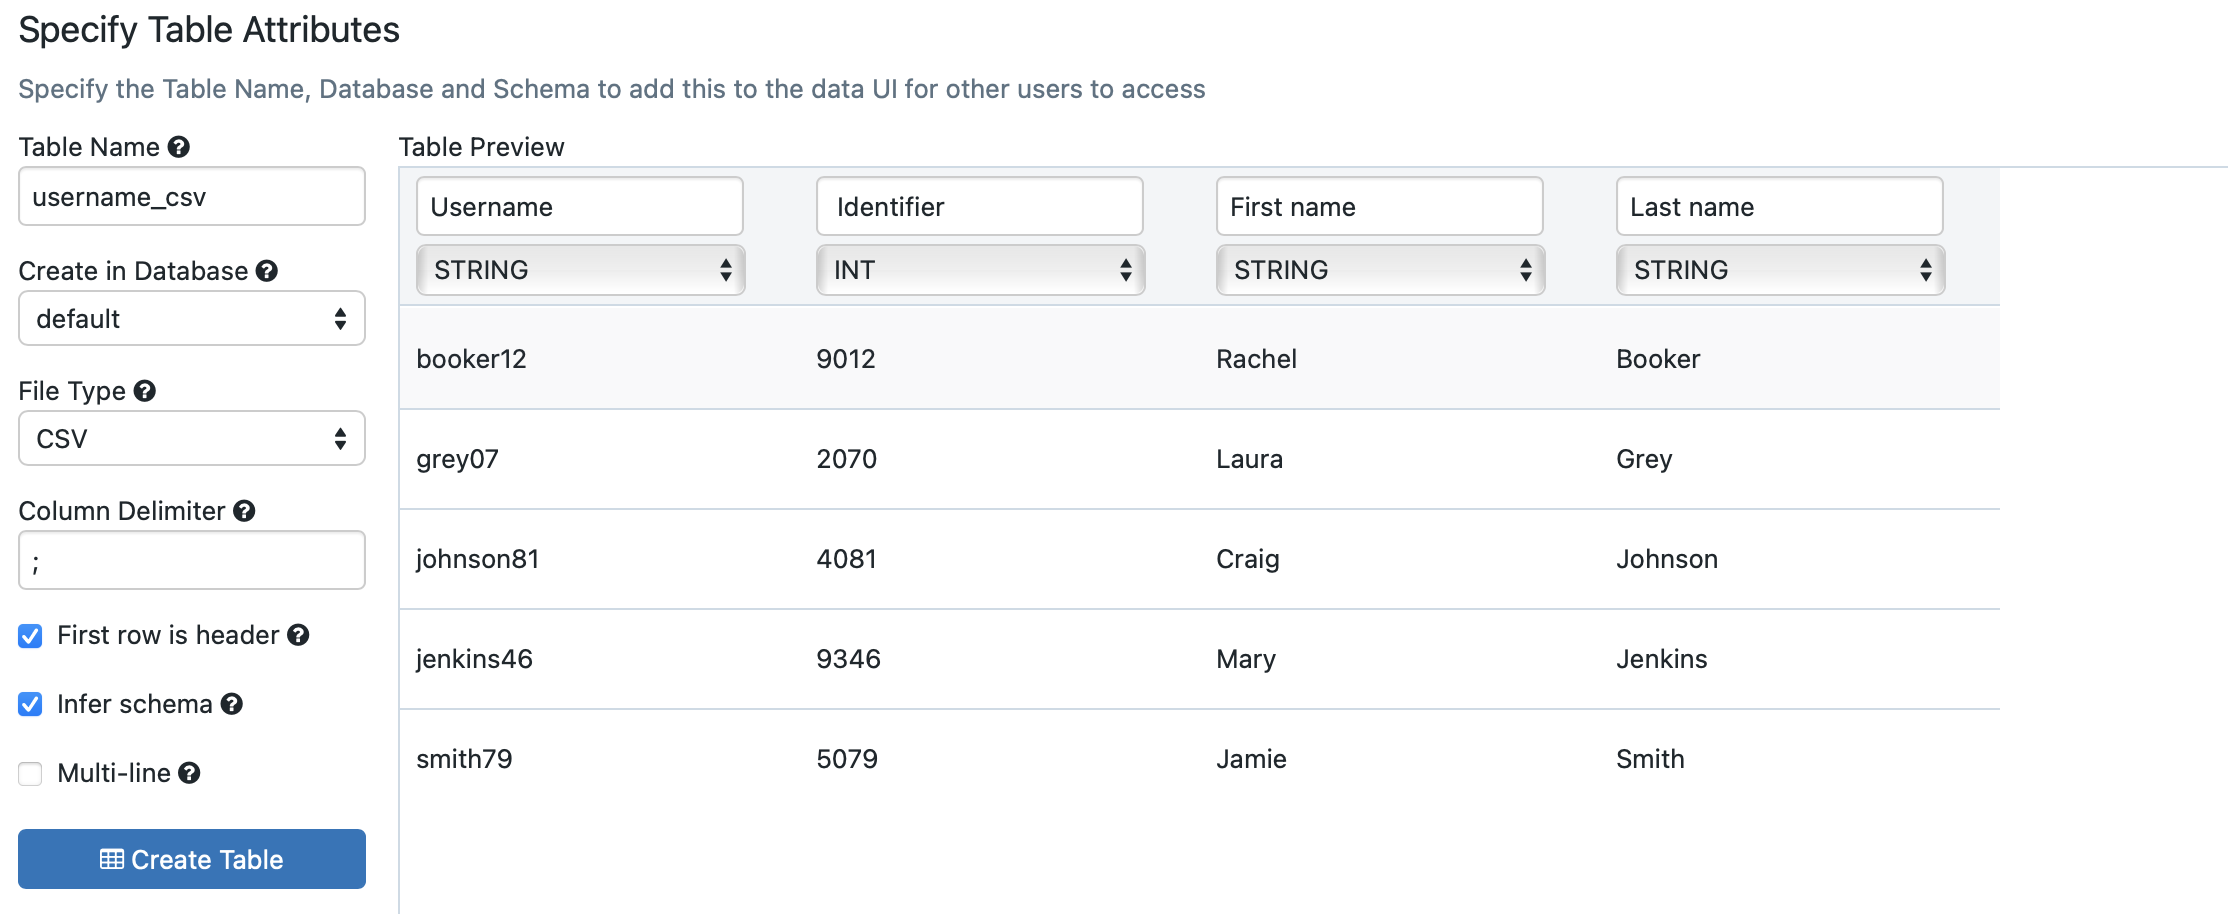 Specify Table Attributes
Specify the Table Name, Database and Schema to add this to the data UI for other users to access
Table Name
username_csv
Create in Database
default
File Type
CSV
Column Delimiter
;
First row is header
Infer schema
Multi-line
Create Table
Table Preview
Username Identifier First name Last name
STRING INT STRING STRING
booker12 9012 Rachel Booker
grey07 2070 Laura Grey
johnson81 4081 Craig Johnson
jenkins46 9346 Mary Jenkins
smith79 5079 Jamie Smith